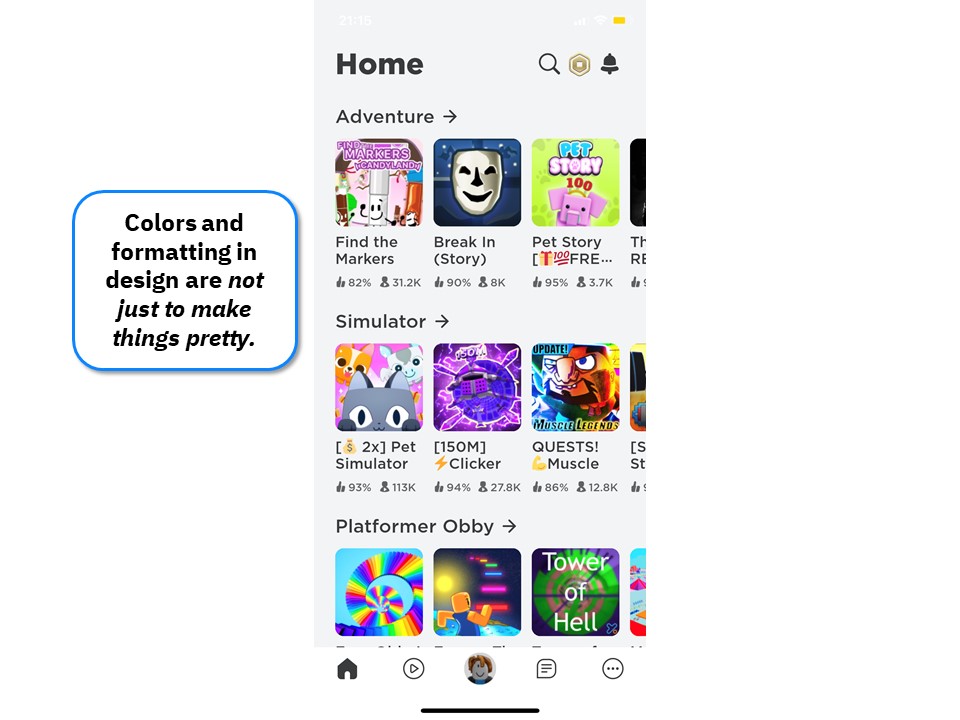 21:15
Home
Adventure →
FIND THE
MARKERS
CANDYLAND
PET
STORY
100
Find the
Markers
Break In
(Story)
Pet Story
[🎁💯FRE...
Th
RE
82% 31.2K
90% 8K
95% 3.7K
9
Colors and
formatting in
design are not
just to make
things pretty.
Simulator →
150M
UPDATE!
MUSCLE LEGENDS
[💰 2x] Pet
Simulator
[150M]
⚡Clicker
QUESTS!
💪Muscle
[S
St
93% 113K
94% 27.8K
86% 12.8K
9
Platformer Obby →
Tower
of
Hell